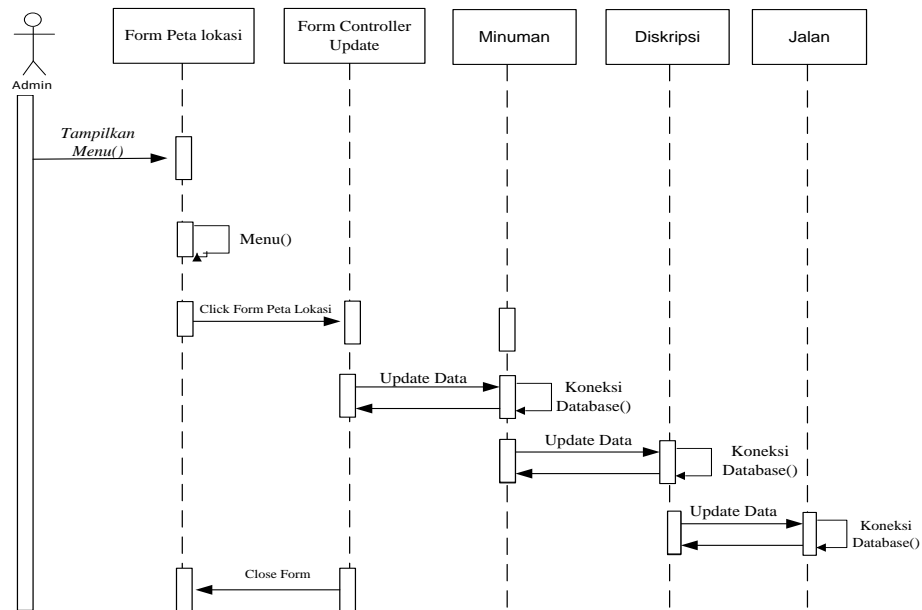 Form Peta lokasi
Form Controller
Update
Minuman
Diskripsi
Jalan
Admin
Tampilkan
Menu()
Menu()
Click Form Peta Lokasi
Update Data
Koneksi
Database()
Update Data
Koneksi
Database()
Update Data
Koneksi
Database()
Close Form